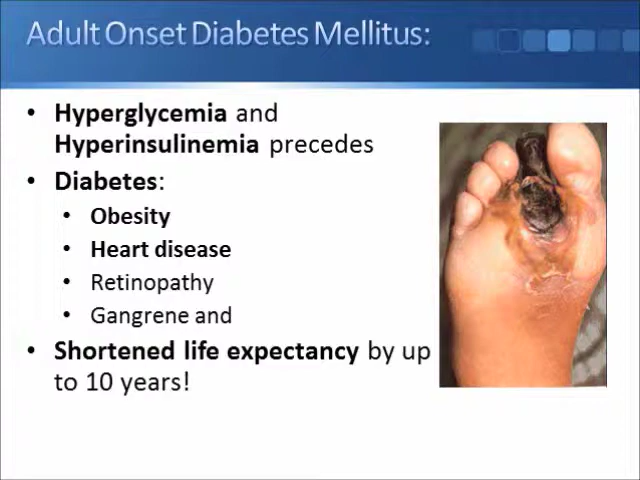 Adult Onset Diabetes Mellitus:
• Hyperglycemia and
Hyperinsulinemia precedes
• Diabetes:
• Obesity
• Heart disease
• Retinopathy
• Gangrene and
• Shortened life expectancy by up
to 10 years!